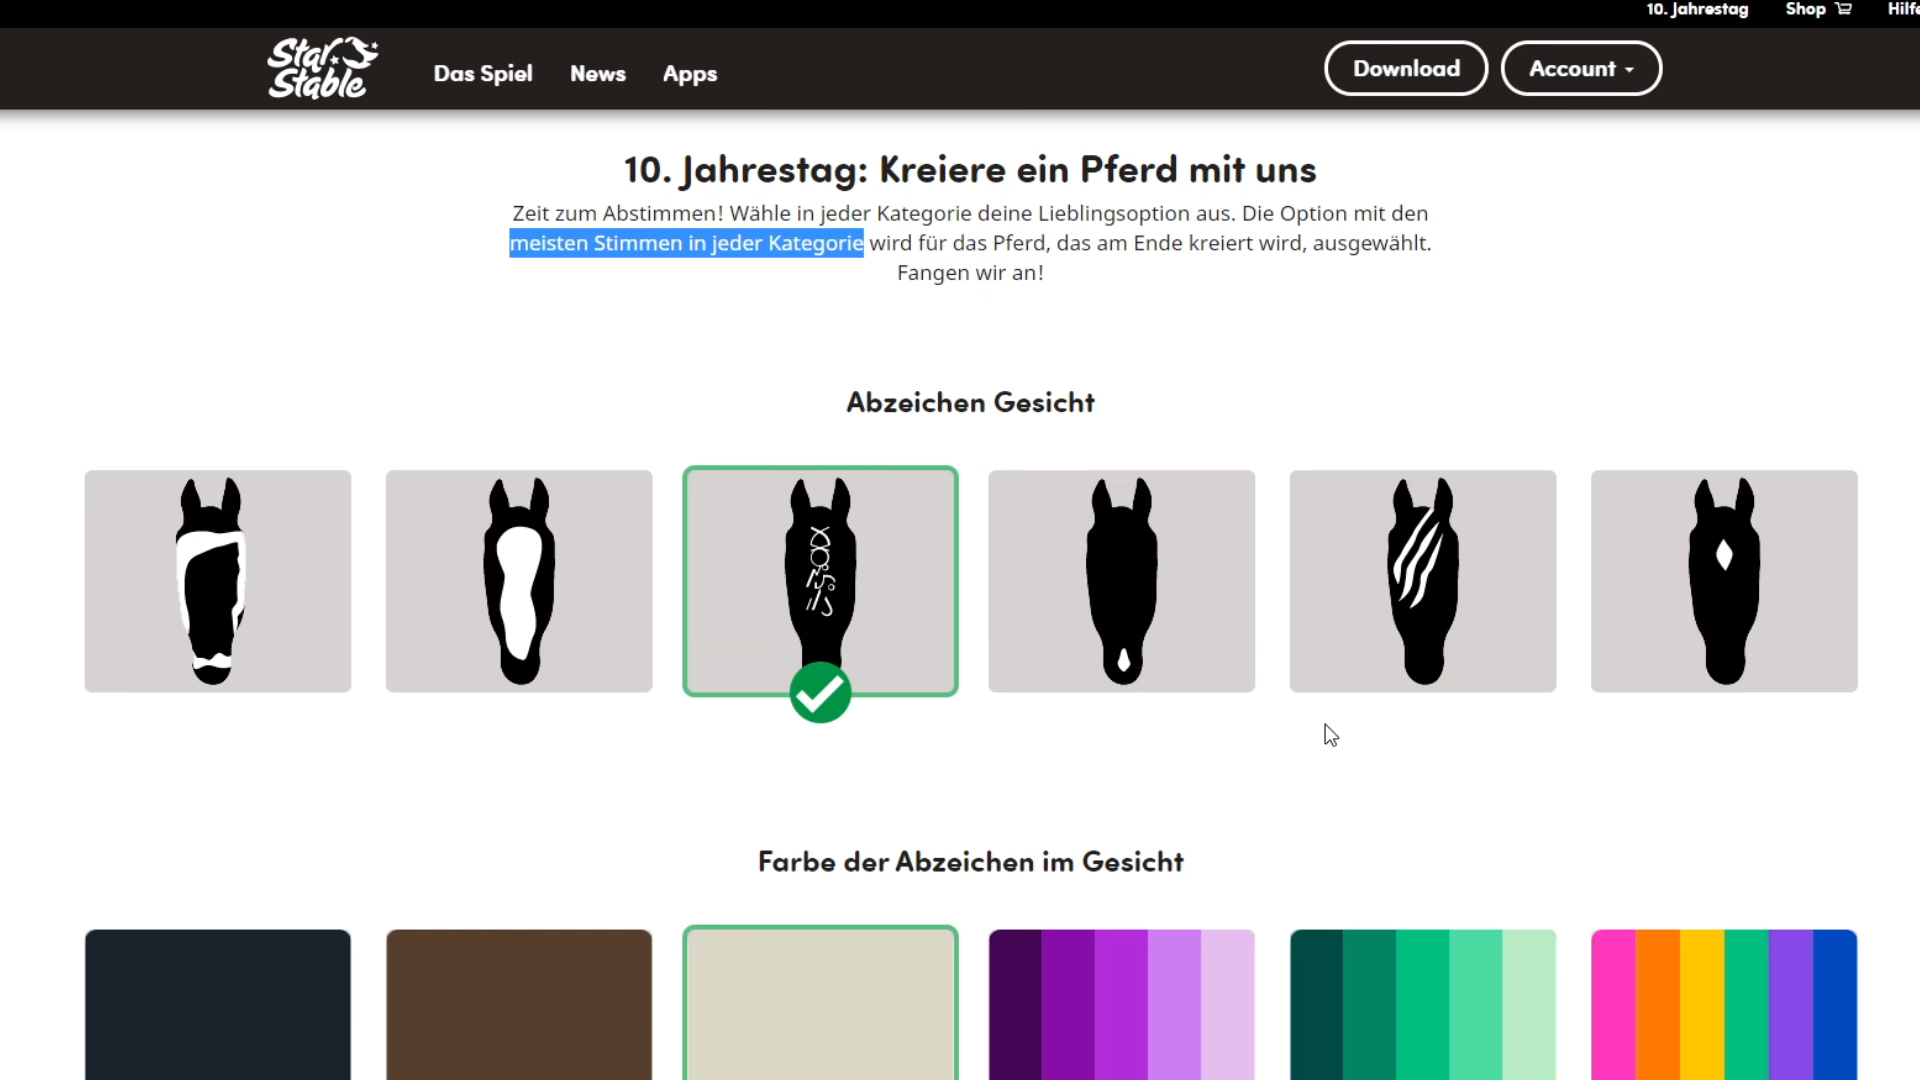 10. Jahrestag Shop Hilfe
Star
Stable
Das Spiel News Apps Download Account
10. Jahrestag: Kreiere ein Pferd mit uns
Zeit zum Abstimmen! Wähle in jeder Kategorie deine Lieblingsoption aus. Die Option mit den
meisten Stimmen in jeder Kategorie wird für das Pferd, das am Ende kreiert wird, ausgewählt.
Fangen wir an!
Abzeichen Gesicht
Farbe der Abzeichen im Gesicht